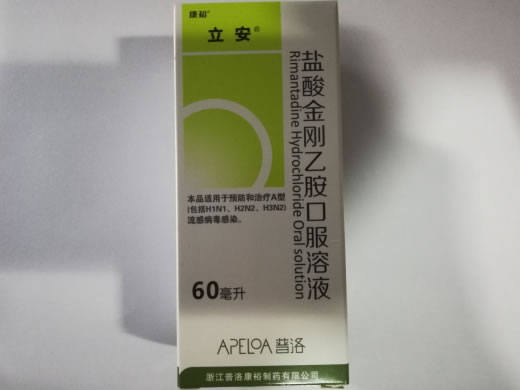 康裕®
立安®
盐酸金刚乙胺口服溶液
Rimantadine Hydrochloride Oral solution
本品适用于预防和治疗A型
(包括H1N1、H2N2、H3N2)
流感病毒感染。
60毫升
APELOA 普洛
浙江普洛康裕制药有限公司